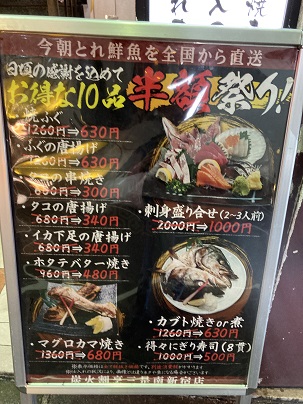 今朝とれ鮮魚を全国から直送
日頃の感謝を込めて
お得な10品 半額祭り!
焼ふぐ
1260円⇒630円
ふぐの唐揚げ
1260円⇒630円
の串焼き
600円⇒300円
・タコの唐揚げ
680円⇒340円
・イカ下足の唐揚げ
680円⇒340円
・ホタテバター焼き
960円⇒480円
・マグロカマ焼き
1360円⇒680円
・刺身盛り合せ(2~3人前)
2000円⇒1000円
・カブト焼きor煮
1260円⇒630円
・得々にぎり寿司(8貫)
1000円⇒500円
南新宿店